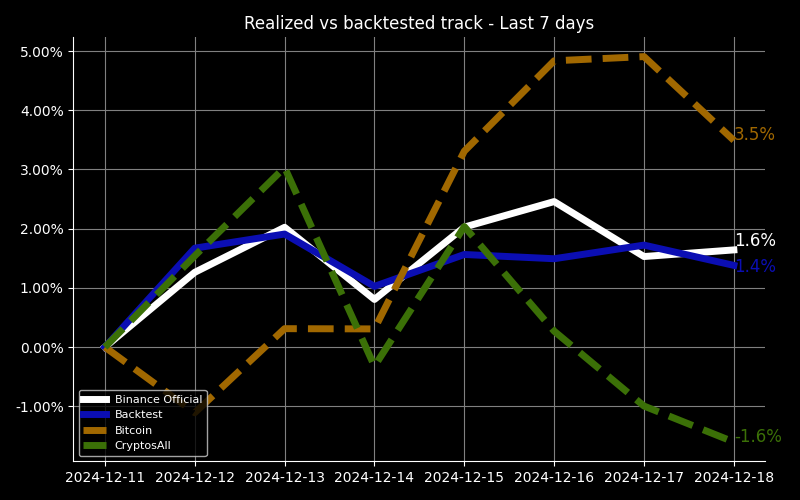 Realized vs backtested track - Last 7 days
5.00%
4.00%
3.00%
2.00%
1.00%
0.00%
-1.00%
3.5%
1.6%
1.4%
-1.6%
Binance Official
Backtest
Bitcoin
CryptosAll
2024-12-11 2024-12-12 2024-12-13 2024-12-14 2024-12-15 2024-12-16 2024-12-17 2024-12-18